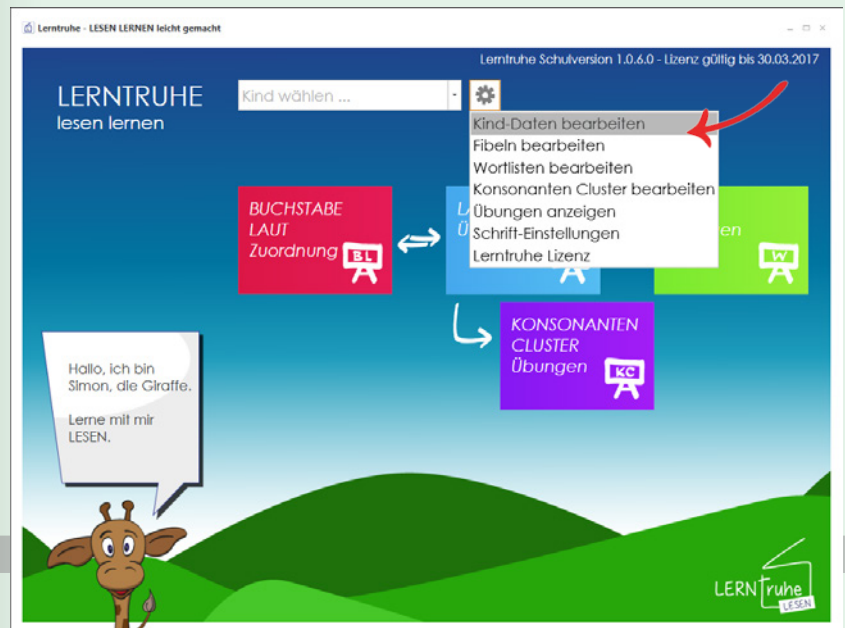 Lerntruhe - LESEN LERNEN leicht gemacht
Lerntruhe Schulversion 1.0.6.0 - Lizenz gültig bis 30.03.2017
LERNTRUHE
lesen lernen
Kind wählen ...
Kind-Daten bearbeiten
Fibeln bearbeiten
Wortlisten bearbeiten
Konsonanten Cluster bearbeiten
Übungen anzeigen
Schrift-Einstellungen
Lerntruhe Lizenz
BUCHSTABE
LAUT
Zuordnung
BL
L
Ü
en
W
KONSONANTEN
CLUSTER
Übungen
KC
Hallo, ich bin
Simon, die Giraffe.
Lerne mit mir
LESEN.
LERNTruhe
LESEN